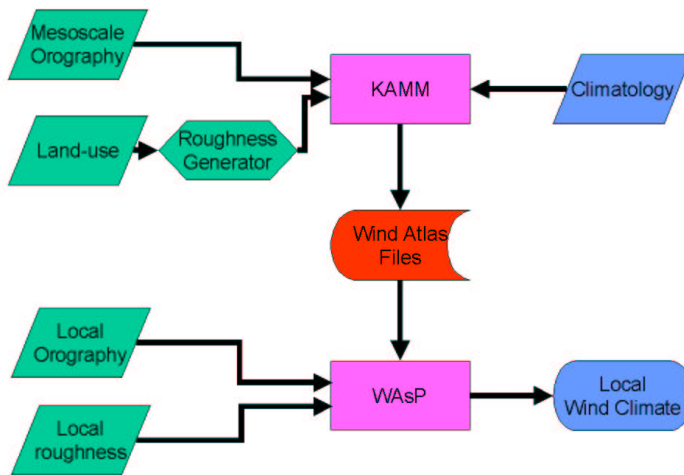 Mesoscale
Orography
KAMM
Climatology
Land-use
Roughness
Generator
Wind Atlas
Files
Local
Orography
WAsP
Local
Wind Climate
Local
roughness